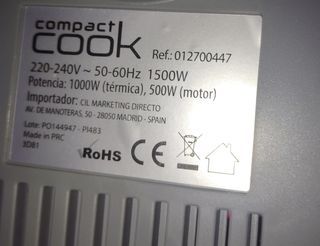 compact
cook
Ref.: 012700447
220-240V ~ 50-60Hz 1500W
Potencia: 1000W (térmica), 500W (motor)
Importador: CIL MARKETING DIRECTO
AV. DE MANOTERAS, 50 - 28050 MADRID - SPAIN
Lote: PO144947 - PI483
Made in PRC
3D81
RoHS CE